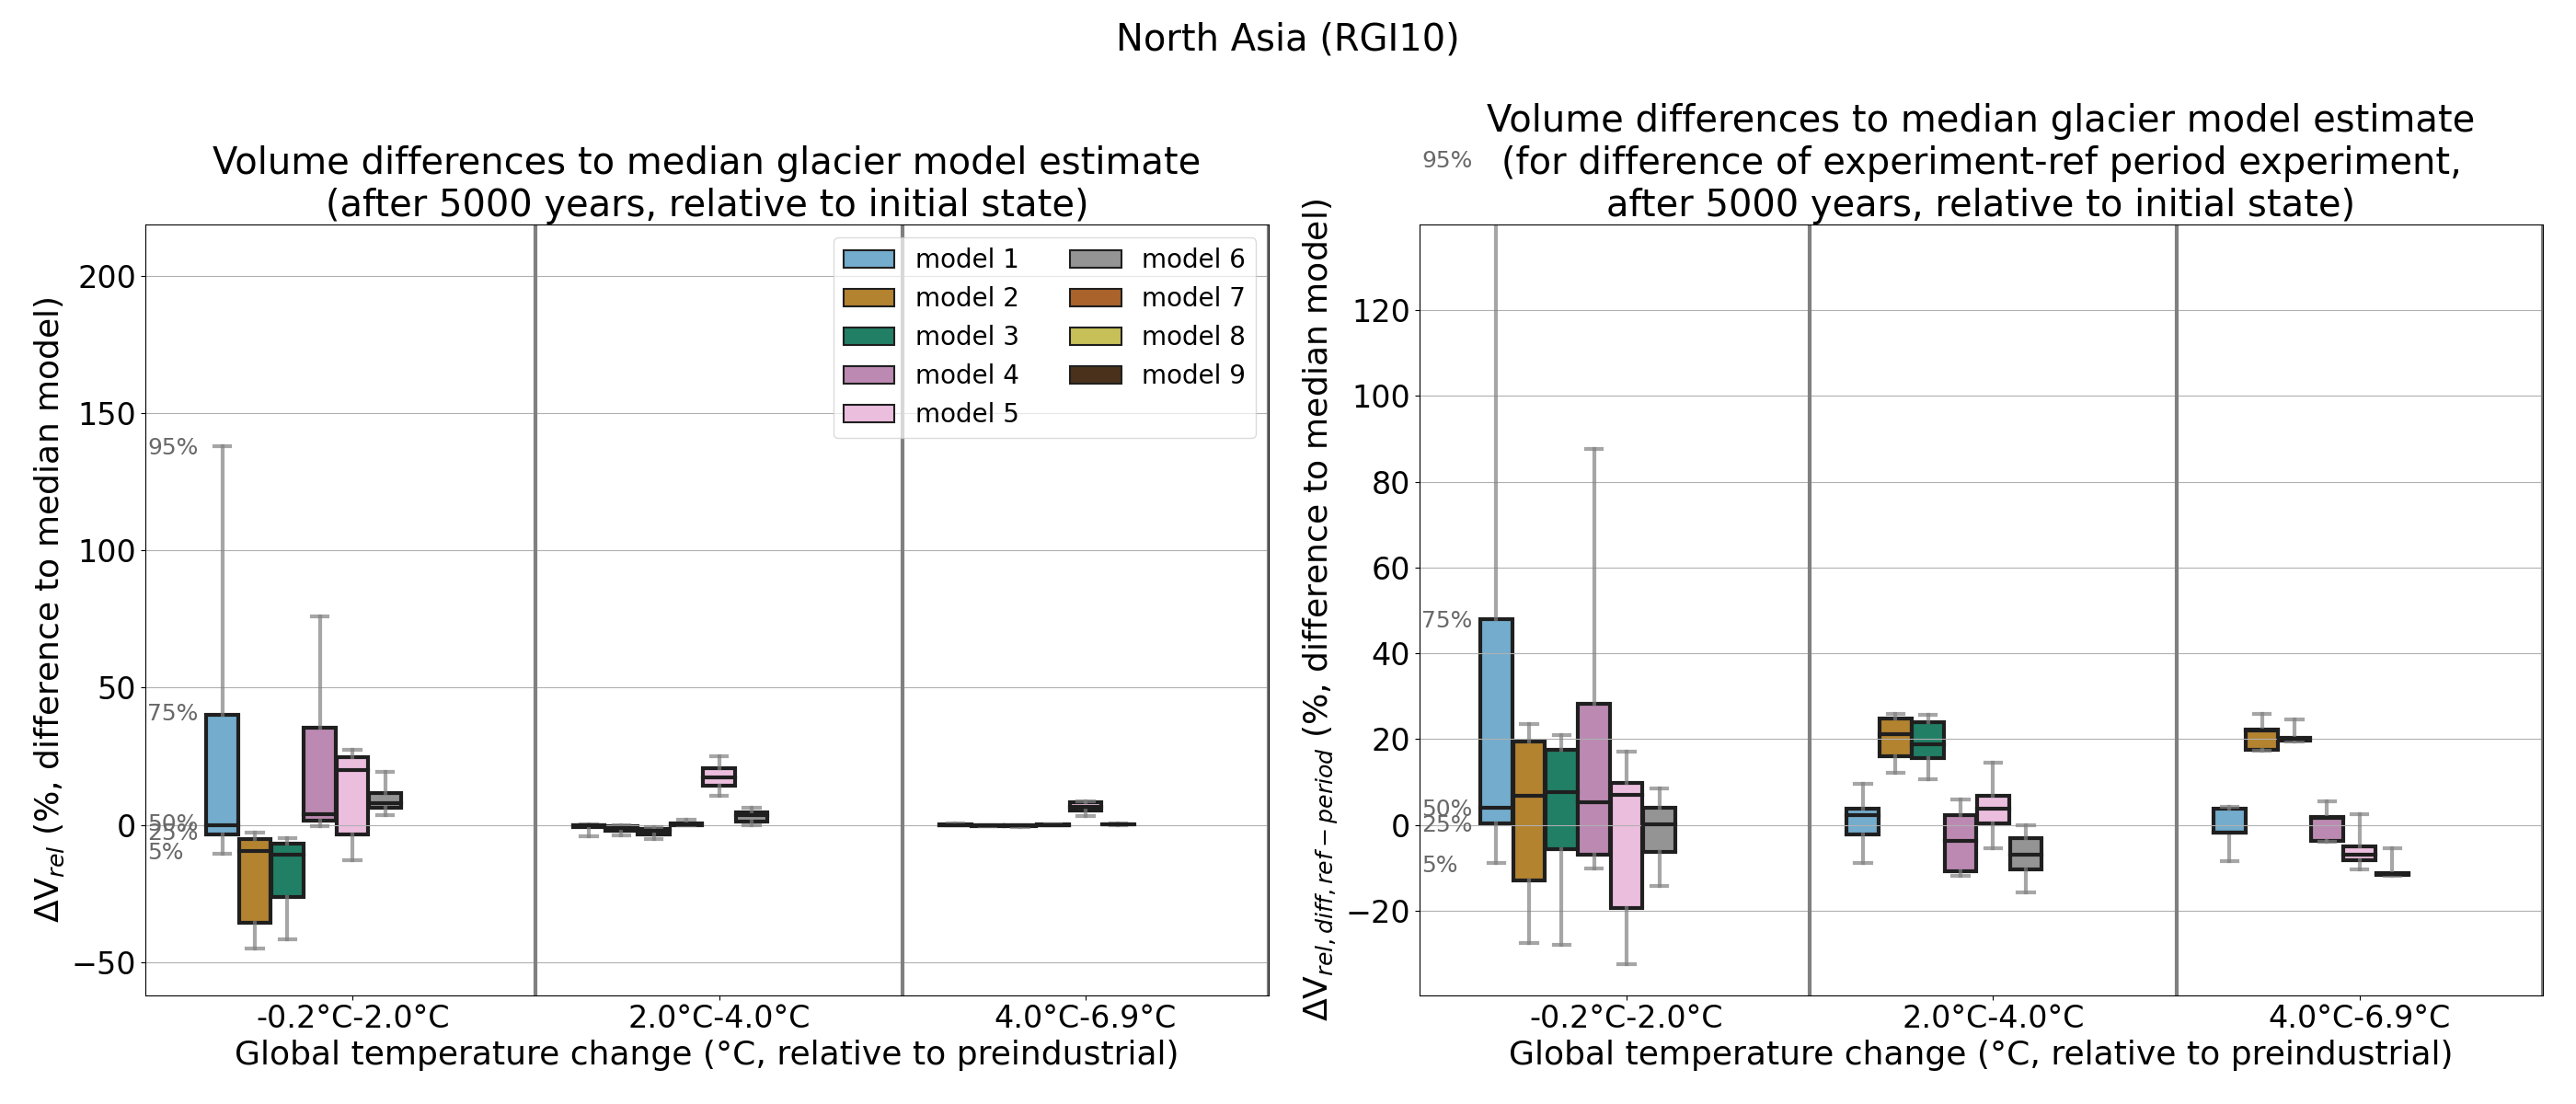 North Asia (RGI10)
Volume differences to median glacier model estimate
(after 5000 years, relative to initial state)
ΔV_rel (%, difference to median model)
200
150
100
50
0
−50
95%
75%
50%
25%
5%
model 1
model 2
model 3
model 4
model 5
model 6
model 7
model 8
model 9
-0.2°C-2.0°C
2.0°C-4.0°C
4.0°C-6.9°C
Global temperature change (°C, relative to preindustrial)
Volume differences to median glacier model estimate
(for difference of experiment-ref period experiment,
after 5000 years, relative to initial state)
ΔV_rel, diff, ref − period (%, difference to median model)
120
100
80
60
40
20
0
−20
95%
75%
50%
25%
5%
-0.2°C-2.0°C
2.0°C-4.0°C
4.0°C-6.9°C
Global temperature change (°C, relative to preindustrial)